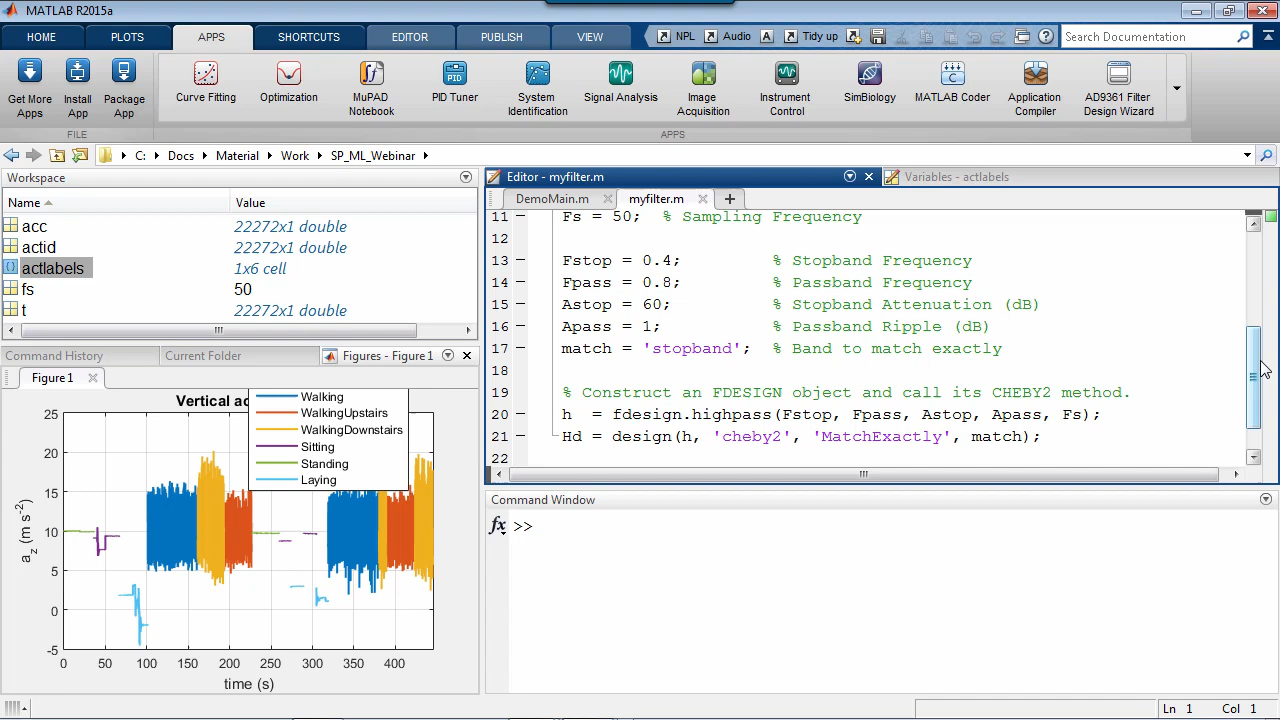 MATLAB R2015a
HOME PLOTS APPS SHORTCUTS EDITOR PUBLISH VIEW NPL Audio A Tidy up Search Documentation
Get More Apps
Install App
Package App
Curve Fitting
Optimization
MuPAD Notebook
PID Tuner
System Identification
Signal Analysis
Image Acquisition
Instrument Control
SimBiology
MATLAB Coder
Application Compiler
AD9361 Filter Design Wizard
FILE APPS
C: Docs Material Work SP_ML_Webinar
Workspace
Name Value
acc 22272x1 double
actid 22272x1 double
actlabels 1x6 cell
fs 50
t 22272x1 double
Command History Current Folder Figures - Figure 1
Figure 1
Vertical ac
Walking
WalkingUpstairs
WalkingDownstairs
Sitting
Standing
Laying
25
20
15
10
5
0
-5
a_z (m s^-2)
0 50 100 150 200 250 300 350 400
time (s)
Editor - myfilter.m Variables - actlabels
DemoMain.m myfilter.m
11 Fs = 50;  % Sampling Frequency
12
13 Fstop = 0.4;         % Stopband Frequency
14 Fpass = 0.8;         % Passband Frequency
15 Astop = 60;          % Stopband Attenuation (dB)
16 Apass = 1;           % Passband Ripple (dB)
17 match = 'stopband';  % Band to match exactly
18
19 % Construct an FDESIGN object and call its CHEBY2 method.
20 h  = fdesign.highpass(Fstop, Fpass, Astop, Apass, Fs);
21 Hd = design(h, 'cheby2', 'MatchExactly', match);
22
Command Window
fx >>
Ln 1 Col 1